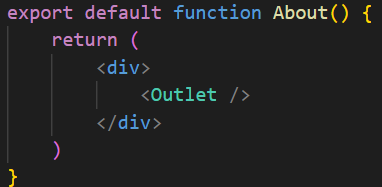 export default function About() {
    return (
        <div>
            <Outlet />
        </div>
    )
}